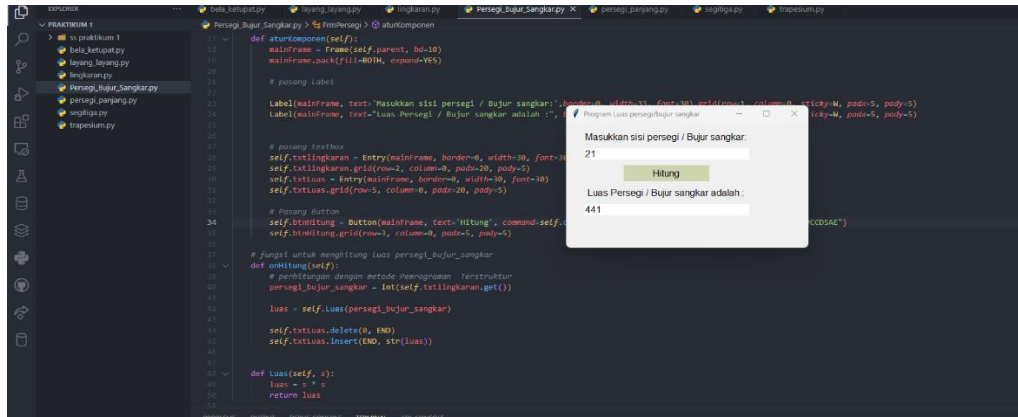 EXPLORER
bela_ketupat.py
layang_layang.py
lingkaran.py
Persegi_Bujur_Sangkar.py
persegi_panjang.py
segitiga.py
trapesium.py
PRAKTIKUM 1
ss praktikum 1
bela_ketupat.py
layang_layang.py
lingkaran.py
Persegi_Bujur_Sangkar.py
persegi_panjang.py
segitiga.py
trapesium.py
Persegi_Bujur_Sangkar.py > FrmPersegi > aturKomponen
def aturKomponen(self):
mainFrame = Frame(self.parent, bd=10)
mainFrame.pack(fill=BOTH, expand=YES)
# pasang Label
Label(mainFrame, text='Masukkan sisi persegi / Bujur sangkar:',border=0, width=33, font=30).grid(row=1, column=0, sticky=W, padx=5, pady=5)
Label(mainFrame, text="Luas Persegi / Bujur sangkar adalah :", sticky=W, padx=5, pady=5)
# pasang textbox
self.txtlingkaran = Entry(mainFrame, border=0, width=30, font=30
self.txtlingkaran.grid(row=2, column=0, padx=20, pady=5)
self.txtLuas = Entry(mainFrame, border=0, width=30, font=30)
self.txtLuas.grid(row=5, column=0, padx=20, pady=5)
# Pasang Button
34 self.btnHitung = Button(mainFrame, text='Hitung', command=self.
self.btnHitung.grid(row=3, column=0, padx=5, pady=5)
# fungsi untuk menghitung luas persegi_bujur_sangkar
def onHitung(self):
# perhitungan dengan metode Pemrograman Terstruktur
persegi_bujur_sangkar = int(self.txtlingkaran.get())
luas = self.Luas(persegi_bujur_sangkar)
self.txtLuas.delete(0, END)
self.txtLuas.insert(END, str(luas))
def Luas(self, s):
luas = s * s
return luas
Program Luas persegi/bujur sangkar
Masukkan sisi persegi / Bujur sangkar:
21
Hitung
Luas Persegi / Bujur sangkar adalah :
441